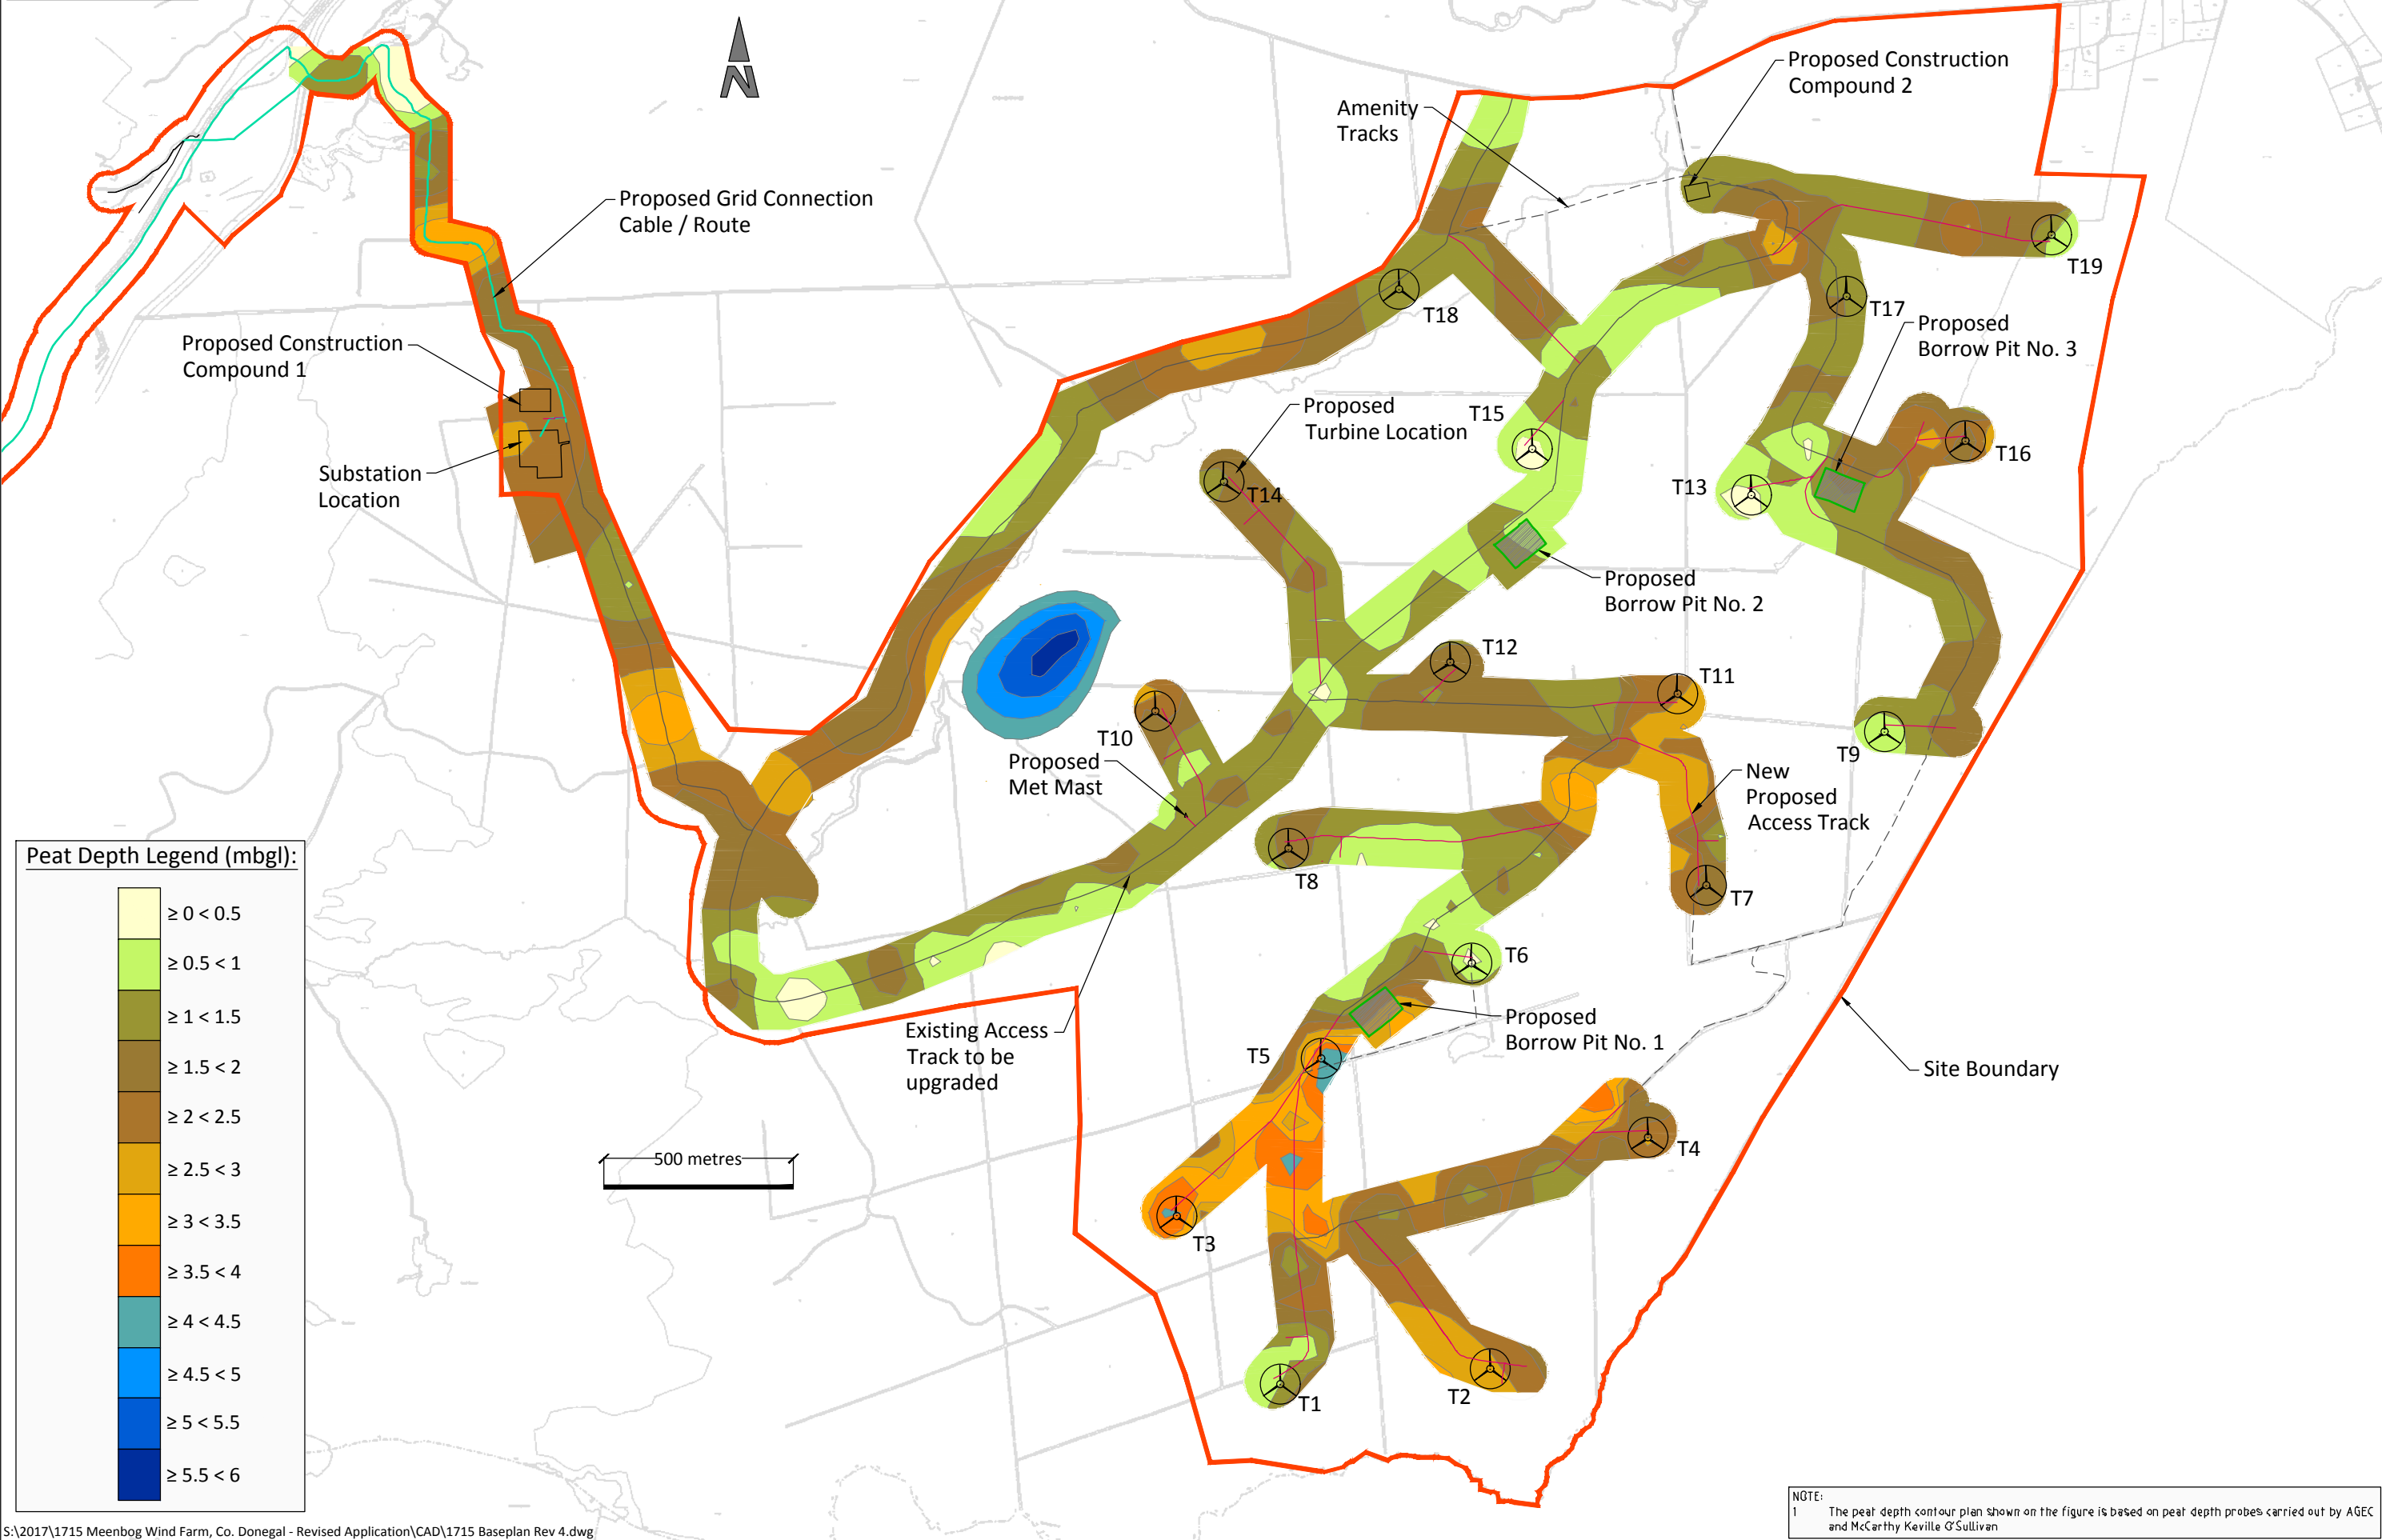 N
Proposed Construction
Compound 2
Amenity
Tracks
Proposed Grid Connection
Cable / Route
T19
T18
T17
Proposed
Borrow Pit No. 3
Proposed Construction
Compound 1
Proposed
Turbine Location
T15
T16
Substation
Location
T14
T13
Proposed
Borrow Pit No. 2
T12
T11
T10
T9
Proposed
Met Mast
New
Proposed
Access Track
T8
T7
T6
Existing Access
Track to be
upgraded
Proposed
Borrow Pit No. 1
T5
Site Boundary
T4
500 metres
T3
T2
T1
Peat Depth Legend (mbgl):
≥ 0 < 0.5
≥ 0.5 < 1
≥ 1 < 1.5
≥ 1.5 < 2
≥ 2 < 2.5
≥ 2.5 < 3
≥ 3 < 3.5
≥ 3.5 < 4
≥ 4 < 4.5
≥ 4.5 < 5
≥ 5 < 5.5
≥ 5.5 < 6
NOTE:
1 The peat depth contour plan shown on the figure is based on peat depth probes carried out by AGEC
and McCarthy Keville O'Sullivan
S:\2017\1715 Meenbog Wind Farm, Co. Donegal - Revised Application\CAD\1715 Baseplan Rev 4.dwg